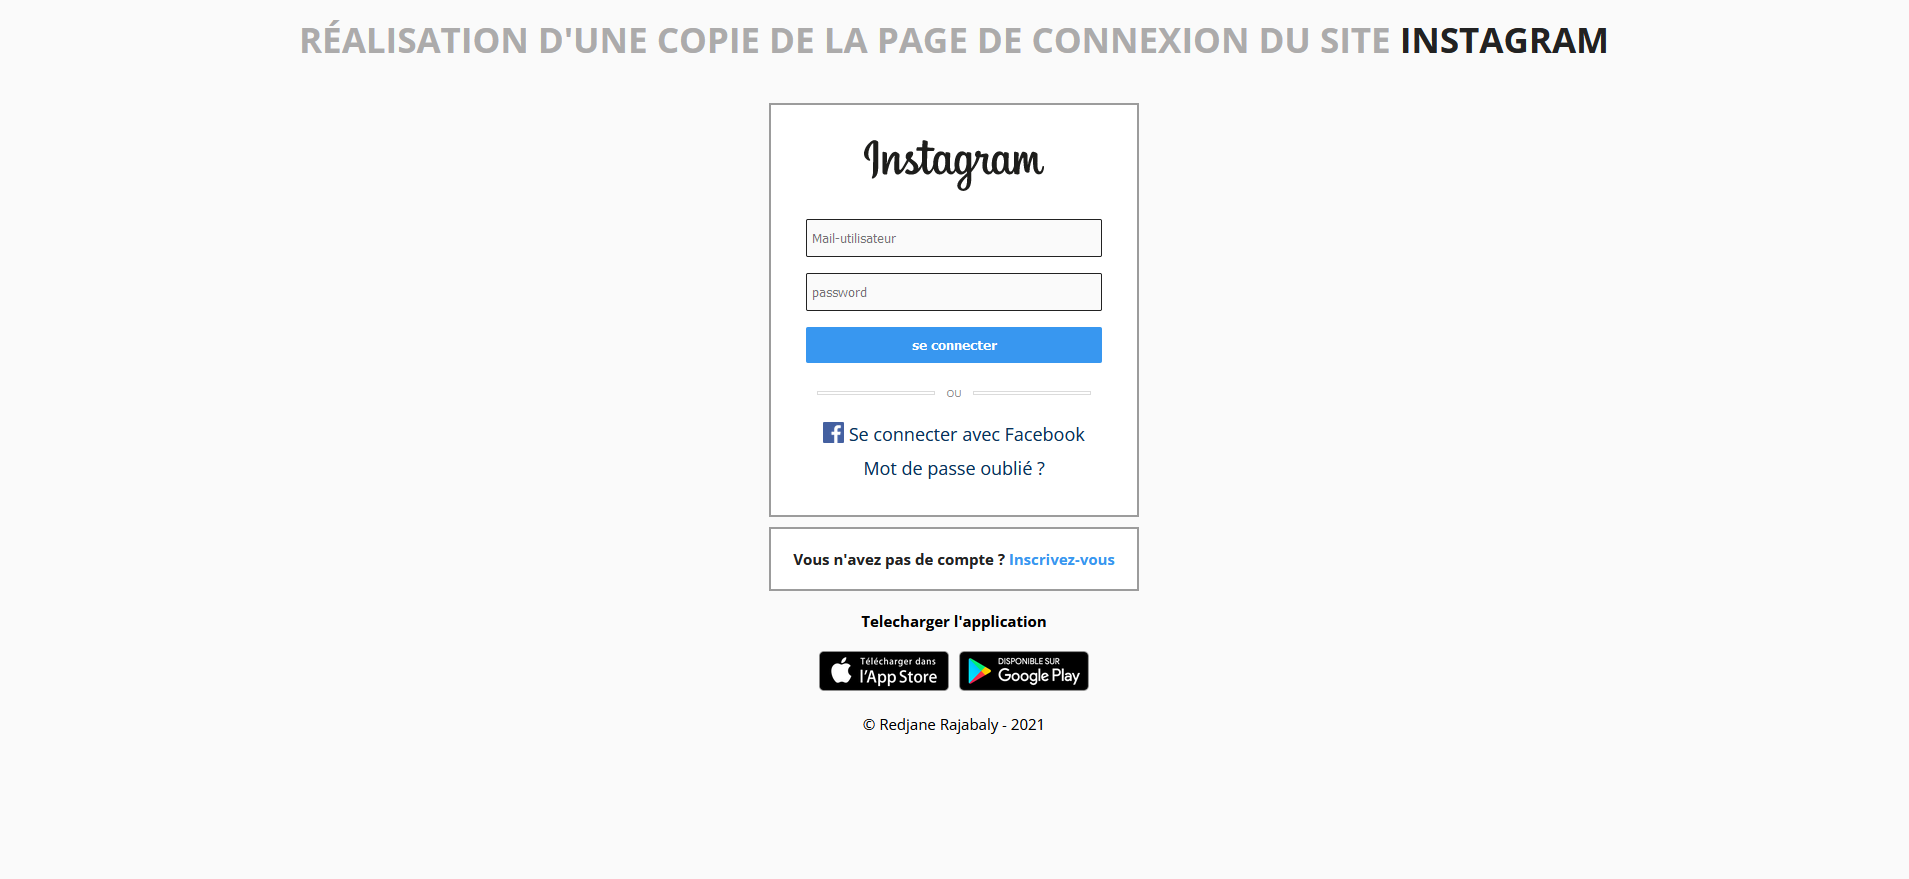 RÉALISATION D'UNE COPIE DE LA PAGE DE CONNEXION DU SITE INSTAGRAM
Instagram
Mail-utilisateur
password
se connecter
OU
Se connecter avec Facebook
Mot de passe oublié ?
Vous n'avez pas de compte ? Inscrivez-vous
Telecharger l'application
Télécharger dans
l'App Store
DISPONIBLE SUR
Google Play
© Redjane Rajabaly - 2021